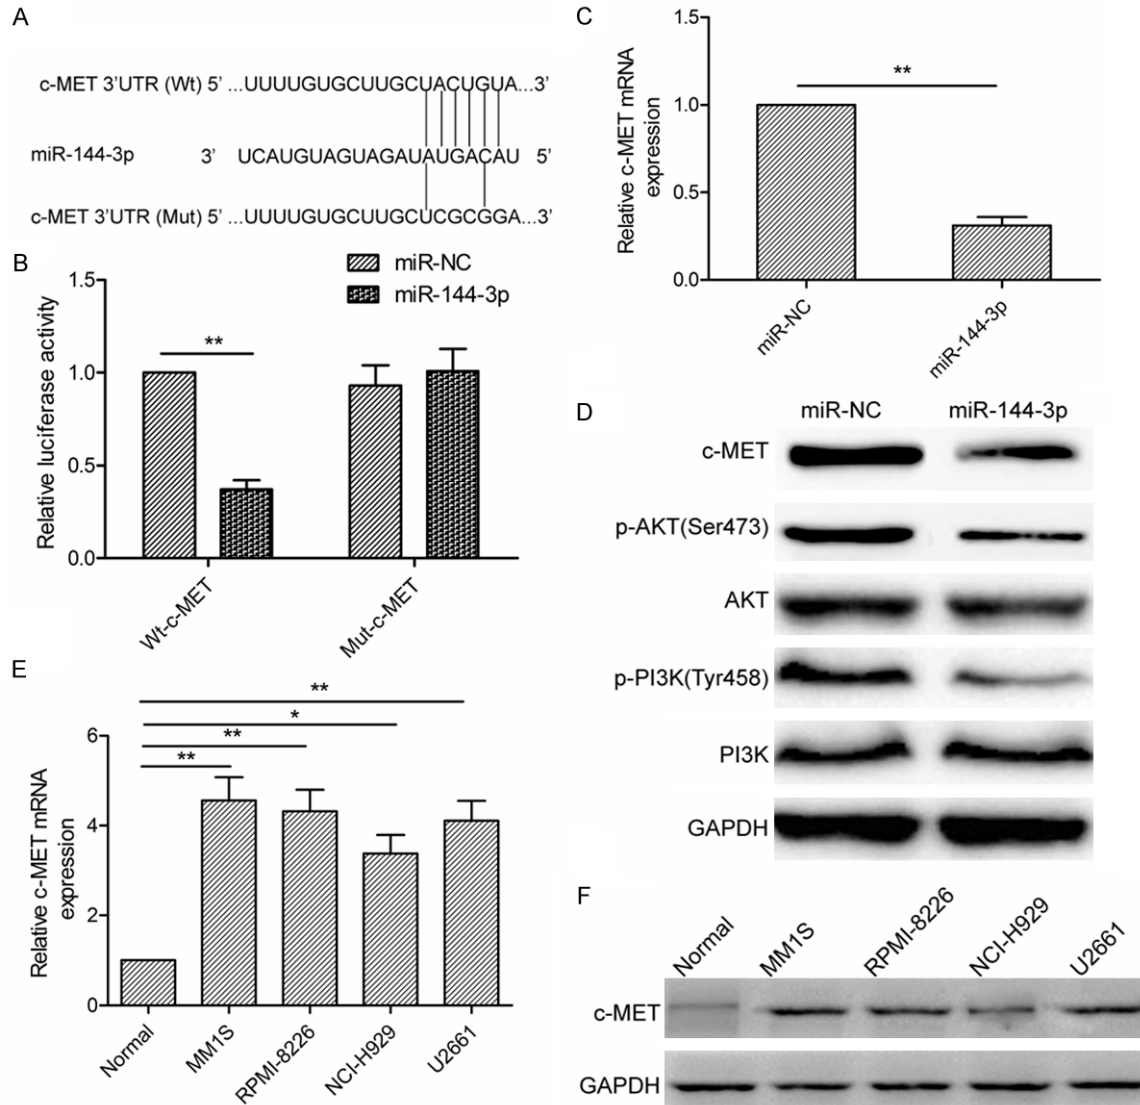 A
c-MET 3’UTR (Wt) 5’ ...UUUUGUGCUUGCUACUGUA...3’
miR-144-3p 3’ UCAUGUAGUAGAUAUGACAU 5’
c-MET 3’UTR (Mut) 5’ ...UUUUGUGCUUGCUCGCGGA...3’
B
miR-NC
miR-144-3p
Relative luciferase activity
1.5
1.0
0.5
0.0
**
Wt-c-MET
Mut-c-MET
C
Relative c-MET mRNA
expression
1.5
1.0
0.5
0.0
**
miR-NC
miR-144-3p
D
miR-NC miR-144-3p
c-MET
p-AKT(Ser473)
AKT
p-PI3K(Tyr458)
PI3K
GAPDH
E
Relative c-MET mRNA
expression
6
4
2
0
**
*
**
**
Normal
MM1S
RPMI-8226
NCI-H929
U2661
F
Normal
MM1S
RPMI-8226
NCI-H929
U2661
c-MET
GAPDH